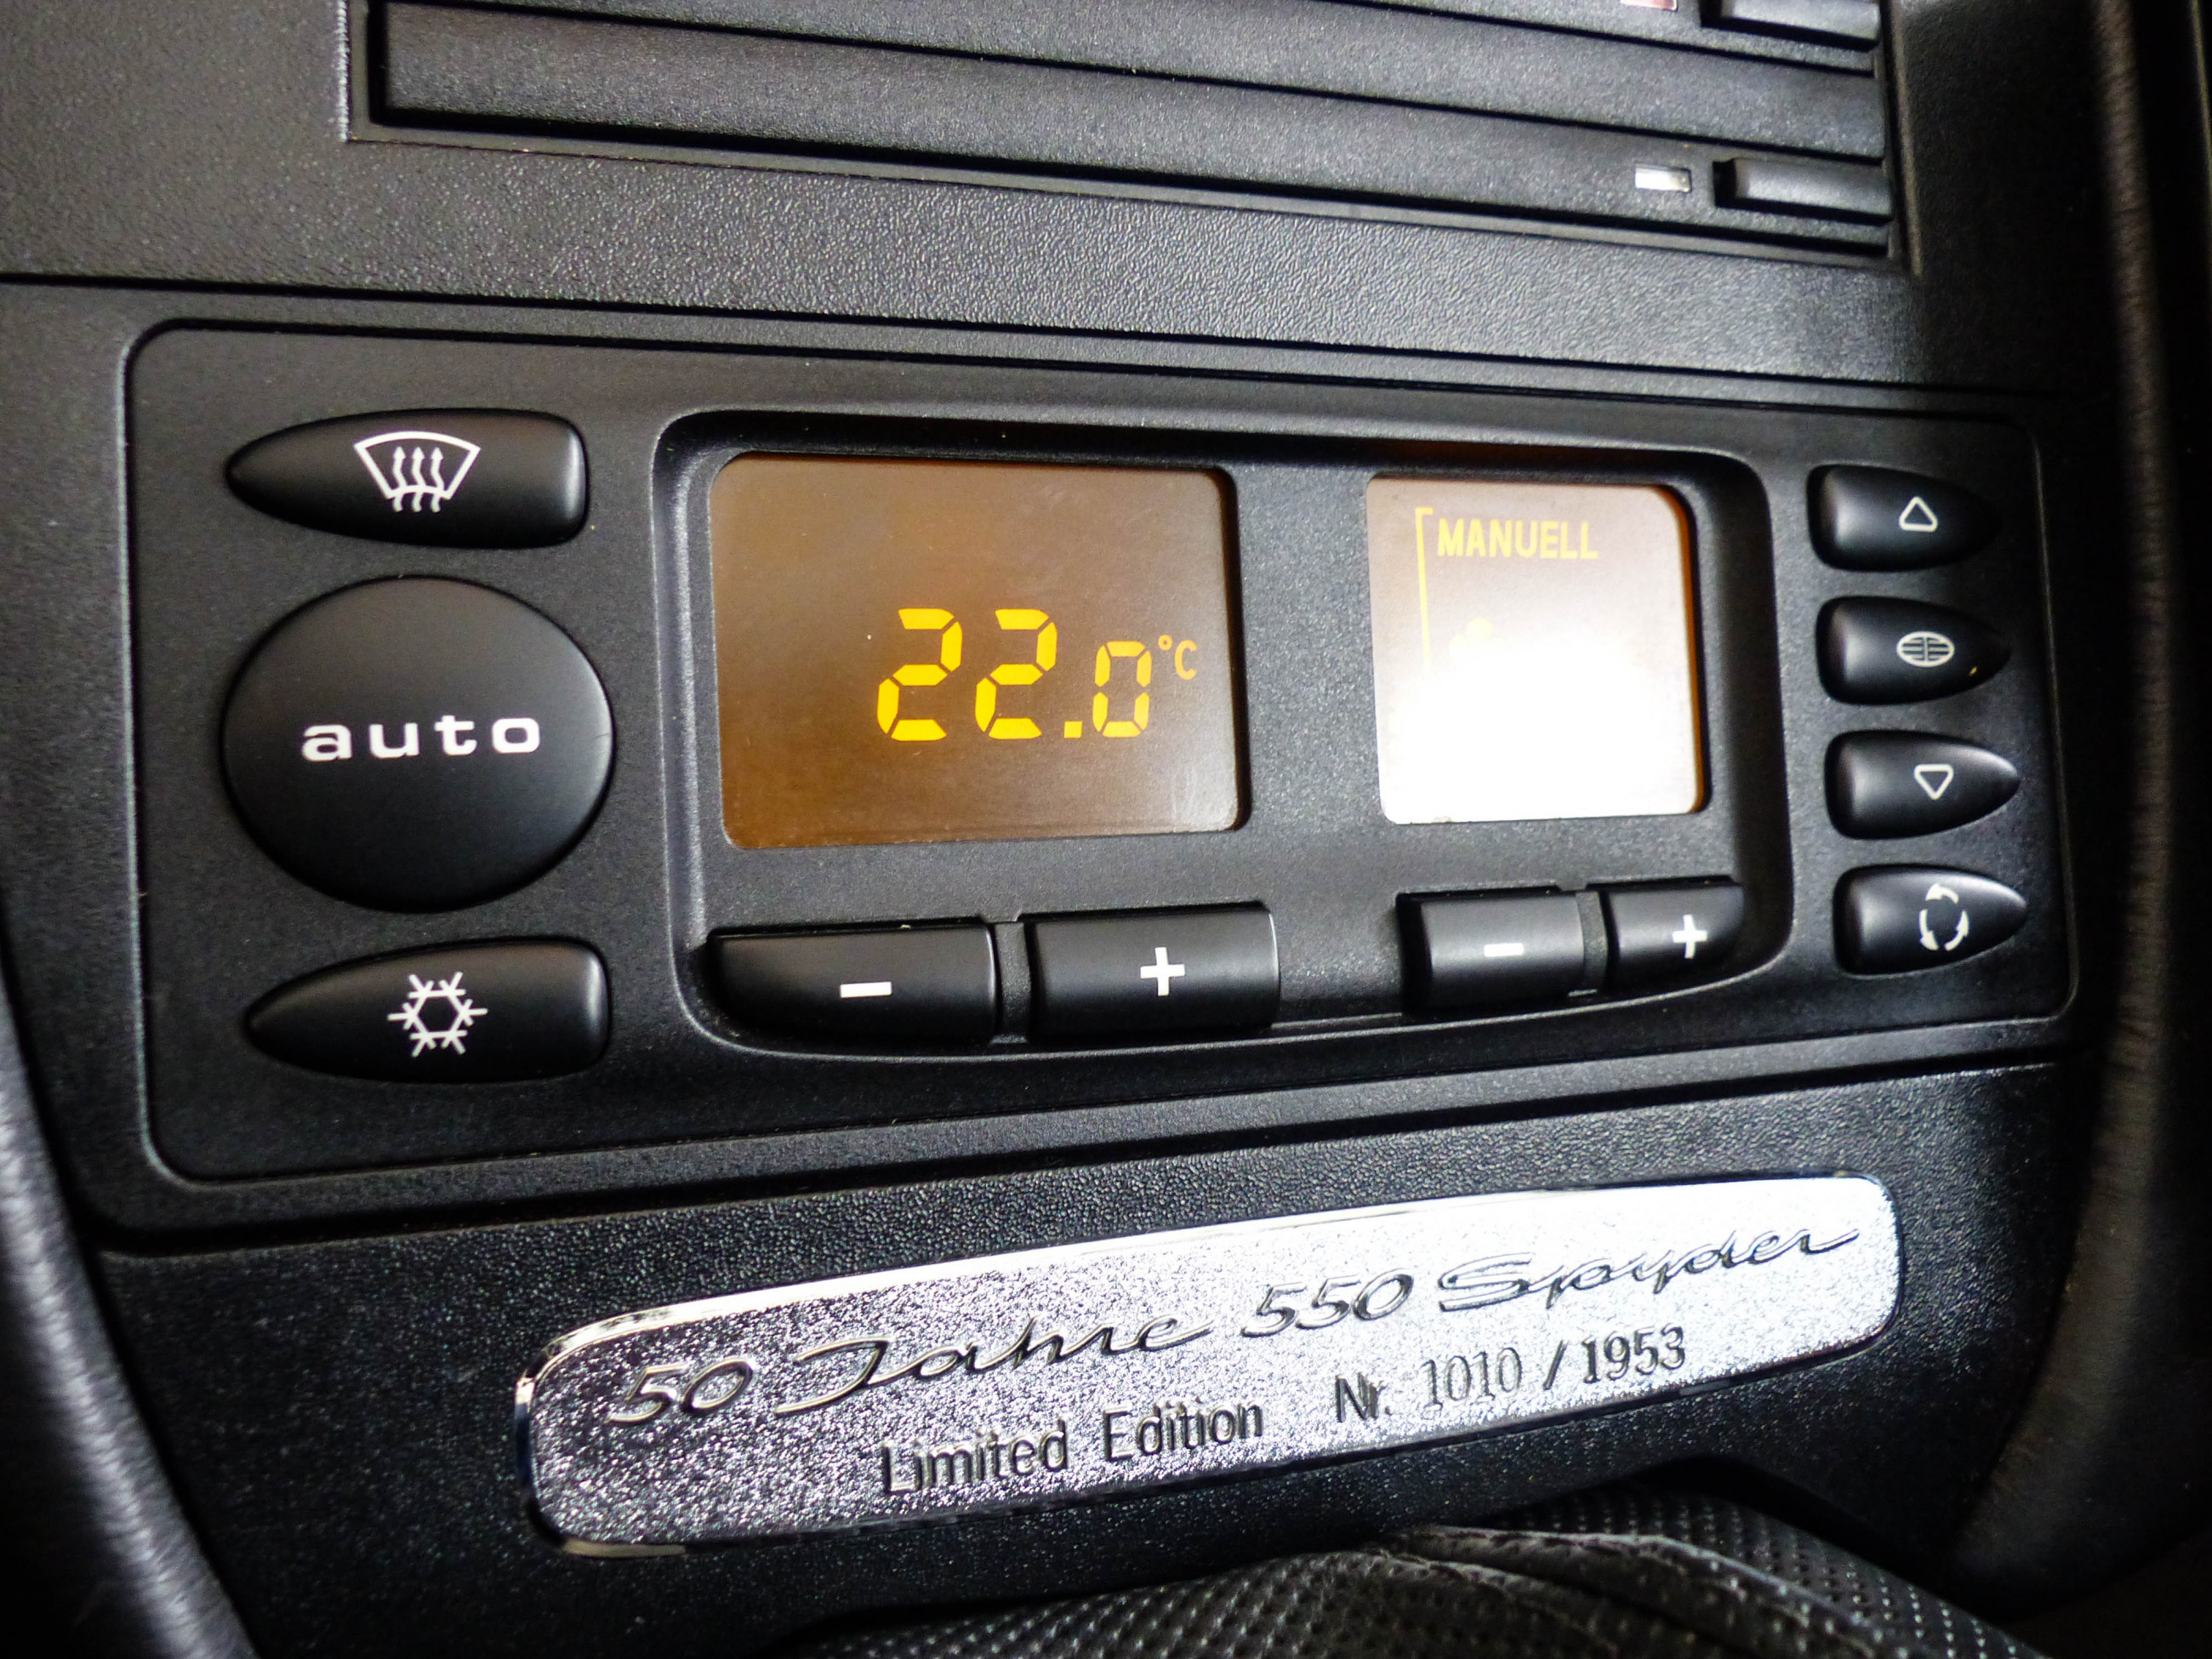 MANUELL
22.0°C
auto
- + - +
50 Jahre 550 Spyder
Limited Edition Nr. 1010 / 1953